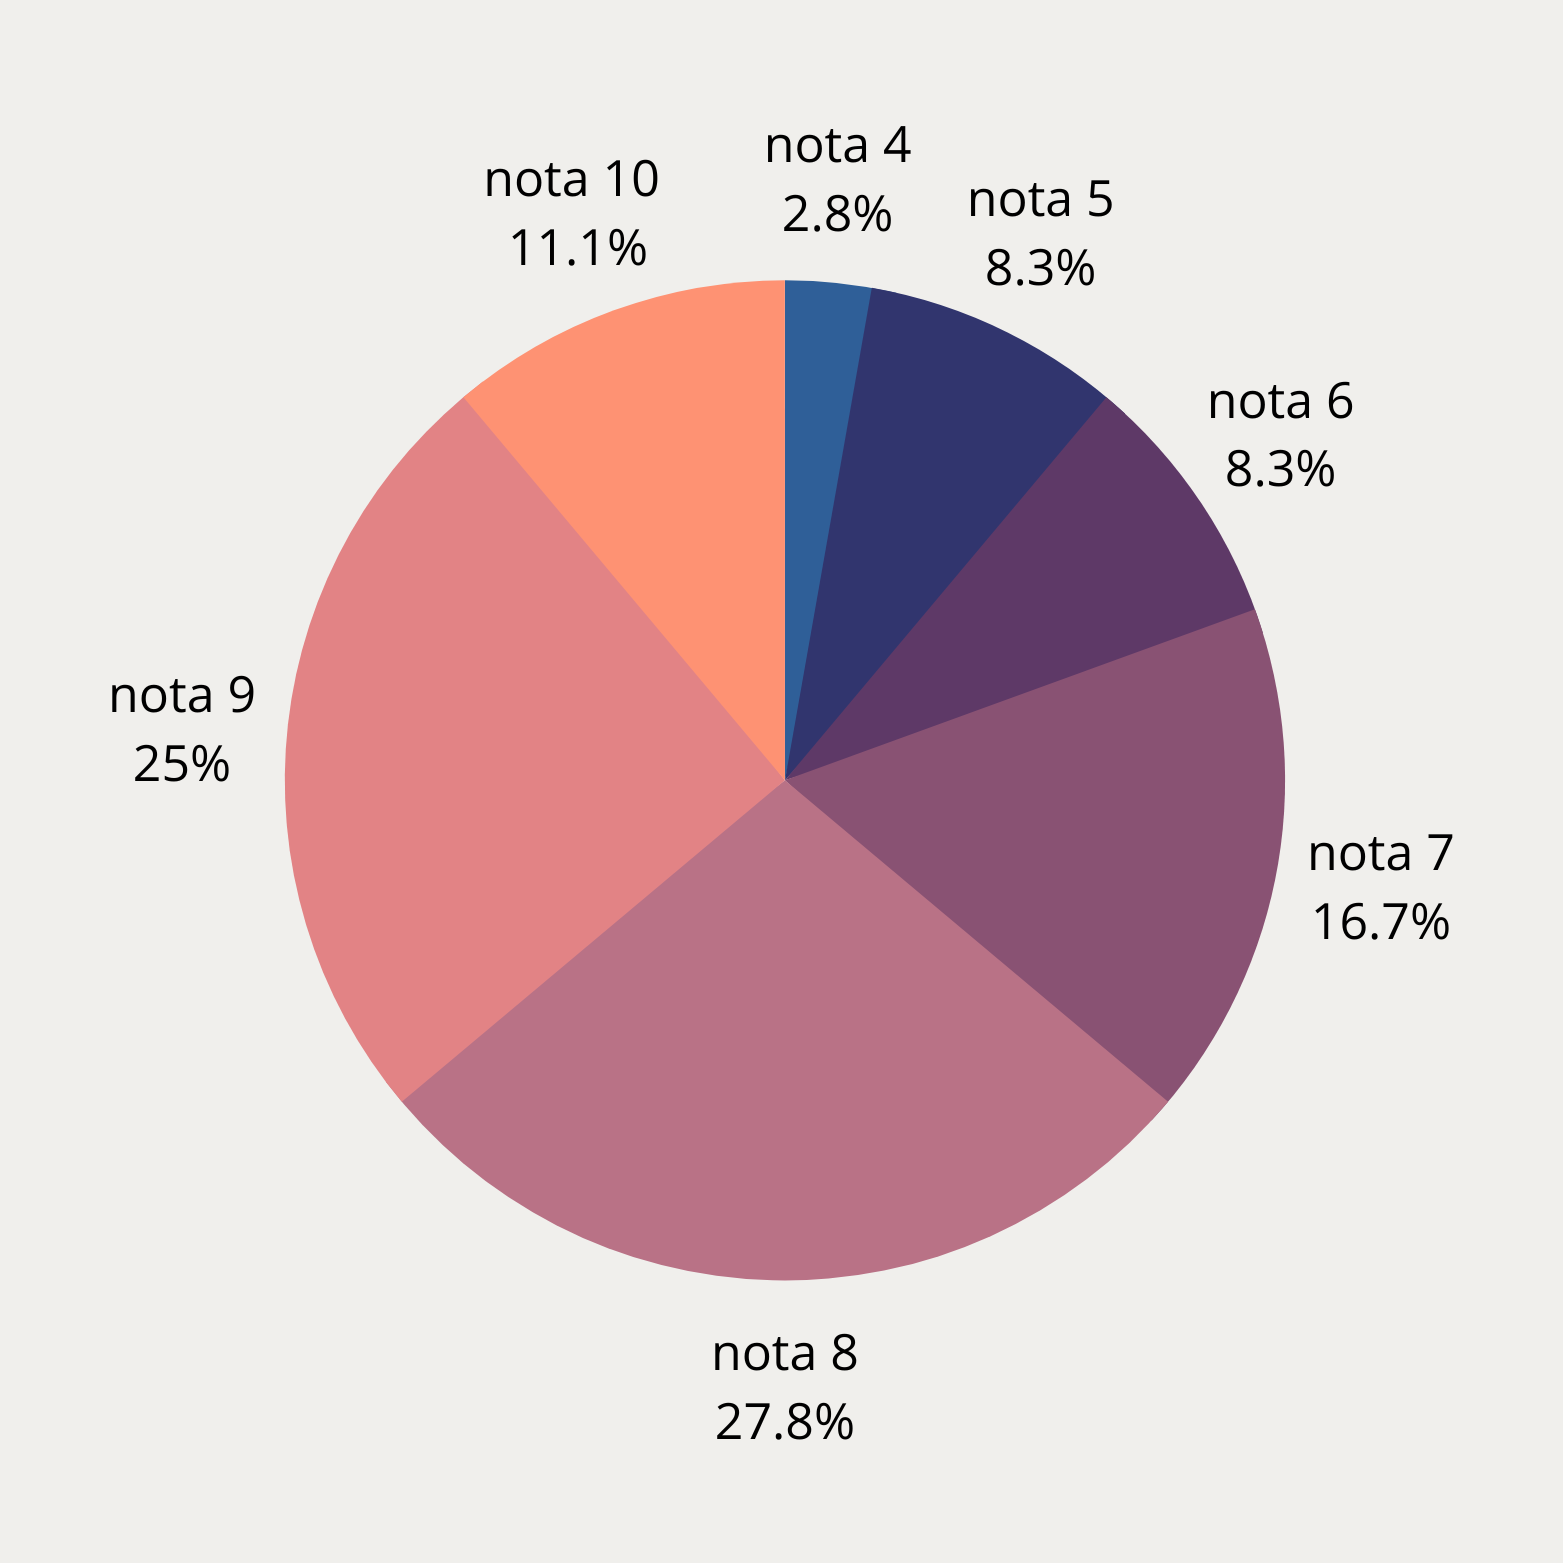 nota 4
2.8%
nota 5
8.3%
nota 6
8.3%
nota 7
16.7%
nota 8
27.8%
nota 9
25%
nota 10
11.1%